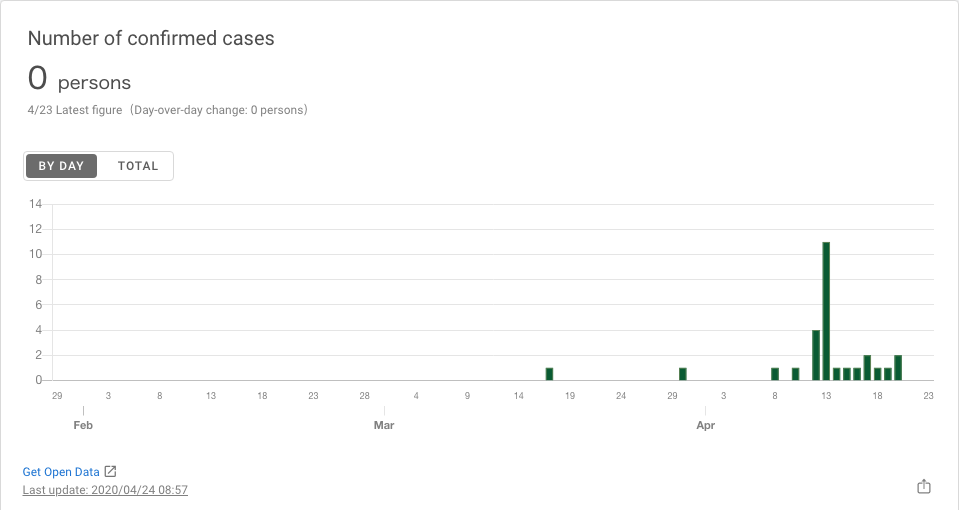 Number of confirmed cases
0 persons
4/23 Latest figure（Day-over-day change: 0 persons）
BY DAY TOTAL
14
12
10
8
6
4
2
0
29 3 8 13 18 23 28 4 9 14 19 24 29 3 8 13 18 23
Feb Mar Apr
Get Open Data
Last update: 2020/04/24 08:57